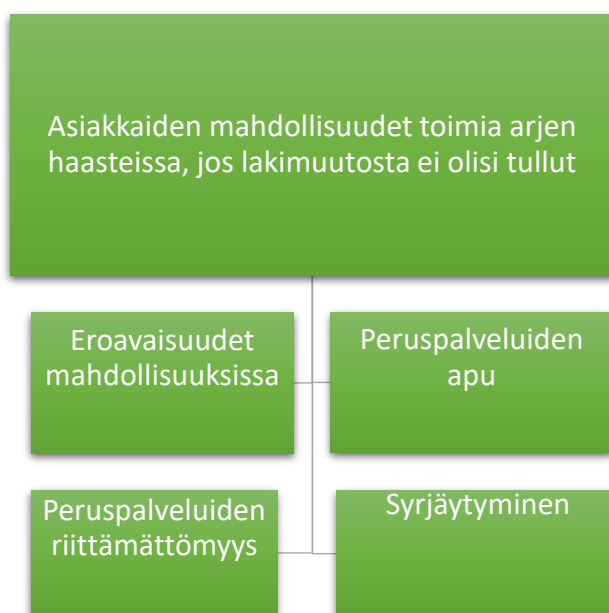 Asiakkaiden mahdollisuudet toimia arjen
haasteissa, jos lakimuutosta ei olisi tullut
Eroavaisuudet
mahdollisuuksissa
Peruspalveluiden
apu
Peruspalveluiden
riittämättömyys
Syrjäytyminen